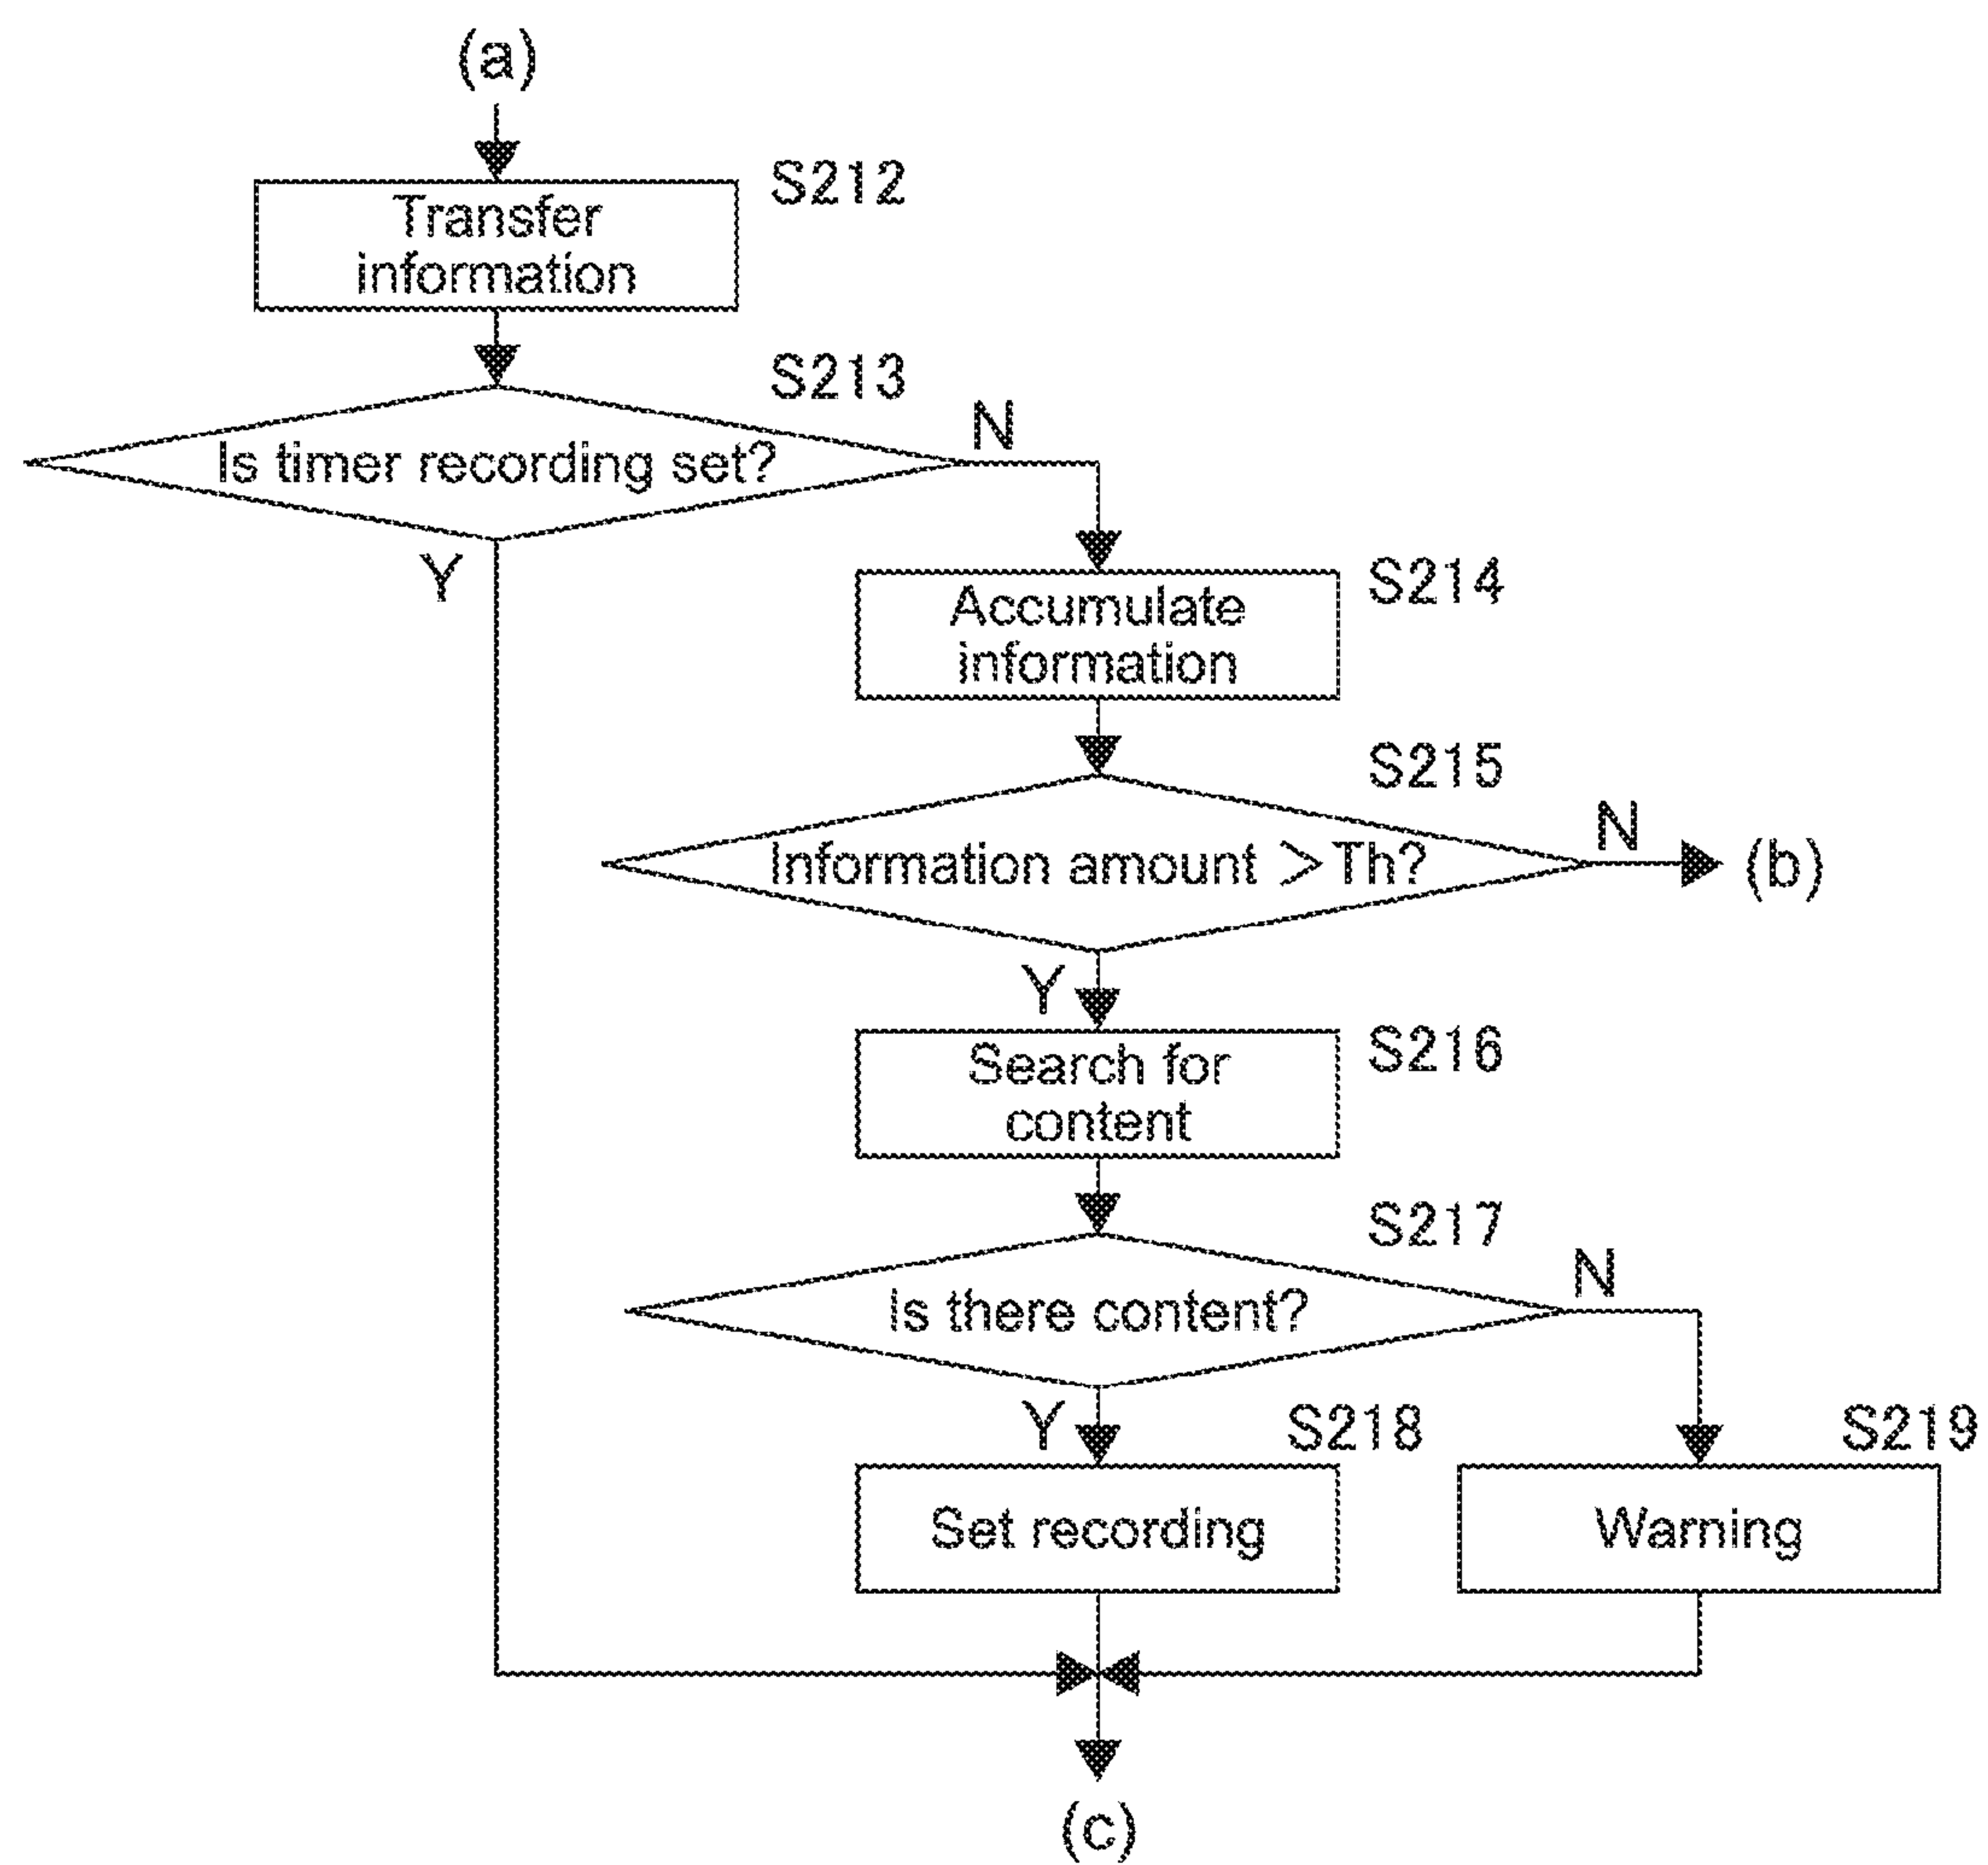 (a)
S212
Transfer
information
S213
Is timer recording set?
N
Y
S214
Accumulate
information
S215
Information amount > Th?
N
(b)
Y
S216
Search for
content
S217
Is there content?
N
Y
S218
Set recording
S219
Warning
(c)